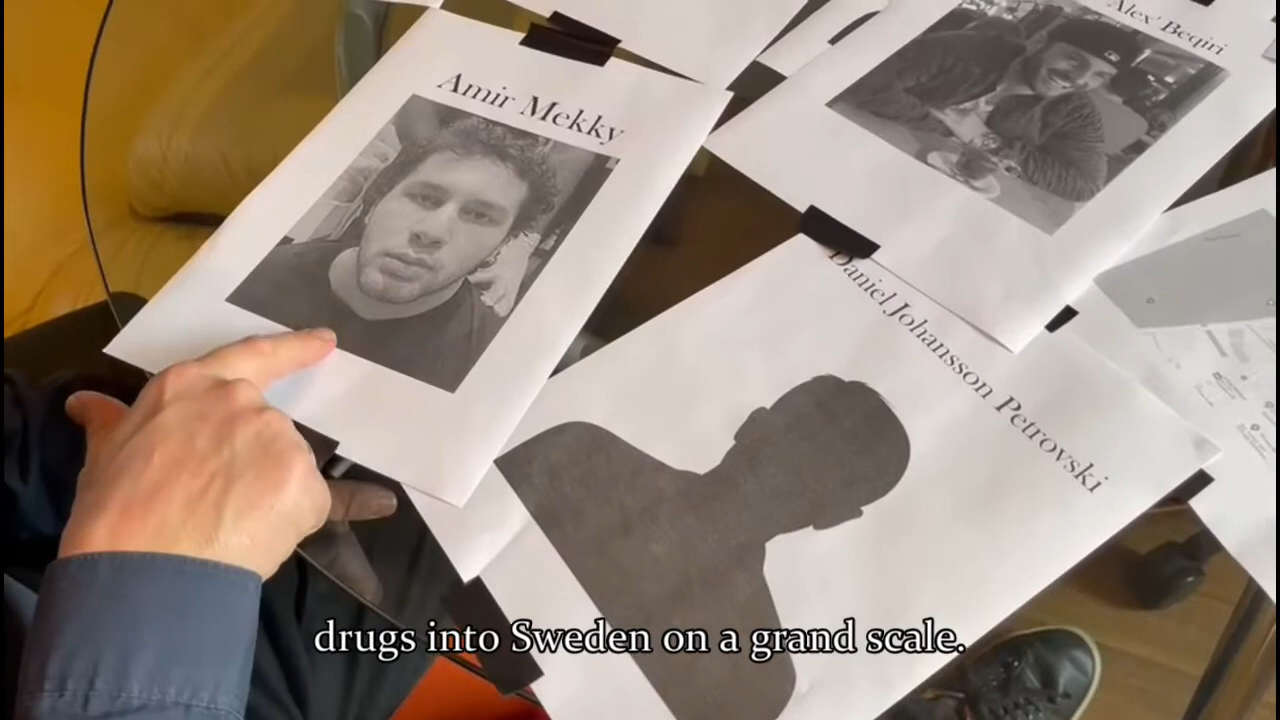 'Alex' Beqiri
Amir Mekky
Daniel Johansson Petrovski
drugs into Sweden on a grand scale.